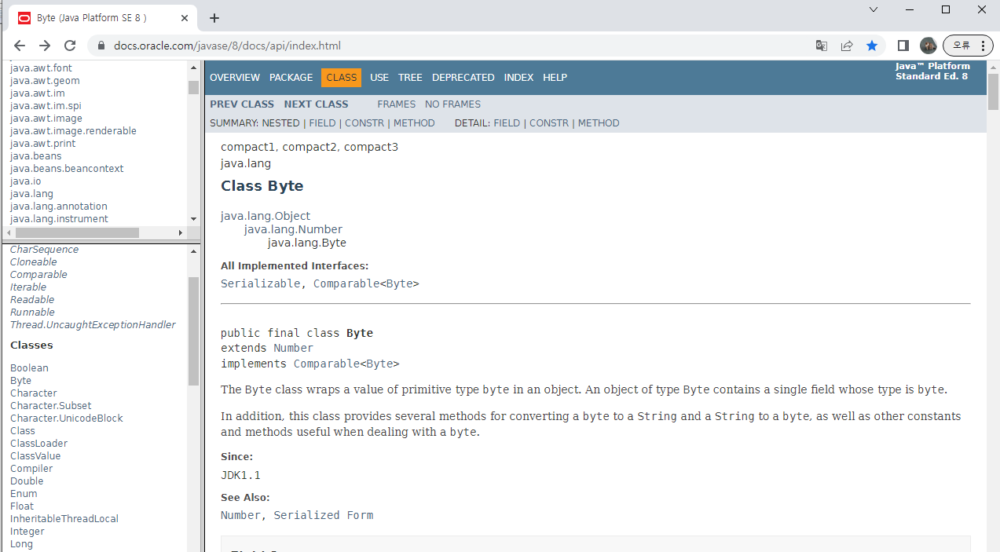 Byte (Java Platform SE 8 )
docs.oracle.com/javase/8/docs/api/index.html
오류
java.awt.font
java.awt.geom
java.awt.im
java.awt.im.spi
java.awt.image
java.awt.image.renderable
java.awt.print
java.beans
java.beans.beancontext
java.io
java.lang
java.lang.annotation
java.lang.instrument
CharSequence
Cloneable
Comparable
Iterable
Readable
Runnable
Thread.UncaughtExceptionHandler
Classes
Boolean
Byte
Character
Character.Subset
Character.UnicodeBlock
Class
ClassLoader
ClassValue
Compiler
Double
Enum
Float
InheritableThreadLocal
Integer
Long
OVERVIEW PACKAGE CLASS USE TREE DEPRECATED INDEX HELP
Java™ Platform
Standard Ed. 8
PREV CLASS NEXT CLASS FRAMES NO FRAMES
SUMMARY: NESTED | FIELD | CONSTR | METHOD DETAIL: FIELD | CONSTR | METHOD
compact1, compact2, compact3
java.lang
Class Byte
java.lang.Object
java.lang.Number
java.lang.Byte
All Implemented Interfaces:
Serializable, Comparable<Byte>
public final class Byte
extends Number
implements Comparable<Byte>
The Byte class wraps a value of primitive type byte in an object. An object of type Byte contains a single field whose type is byte.
In addition, this class provides several methods for converting a byte to a String and a String to a byte, as well as other constants
and methods useful when dealing with a byte.
Since:
JDK1.1
See Also:
Number, Serialized Form